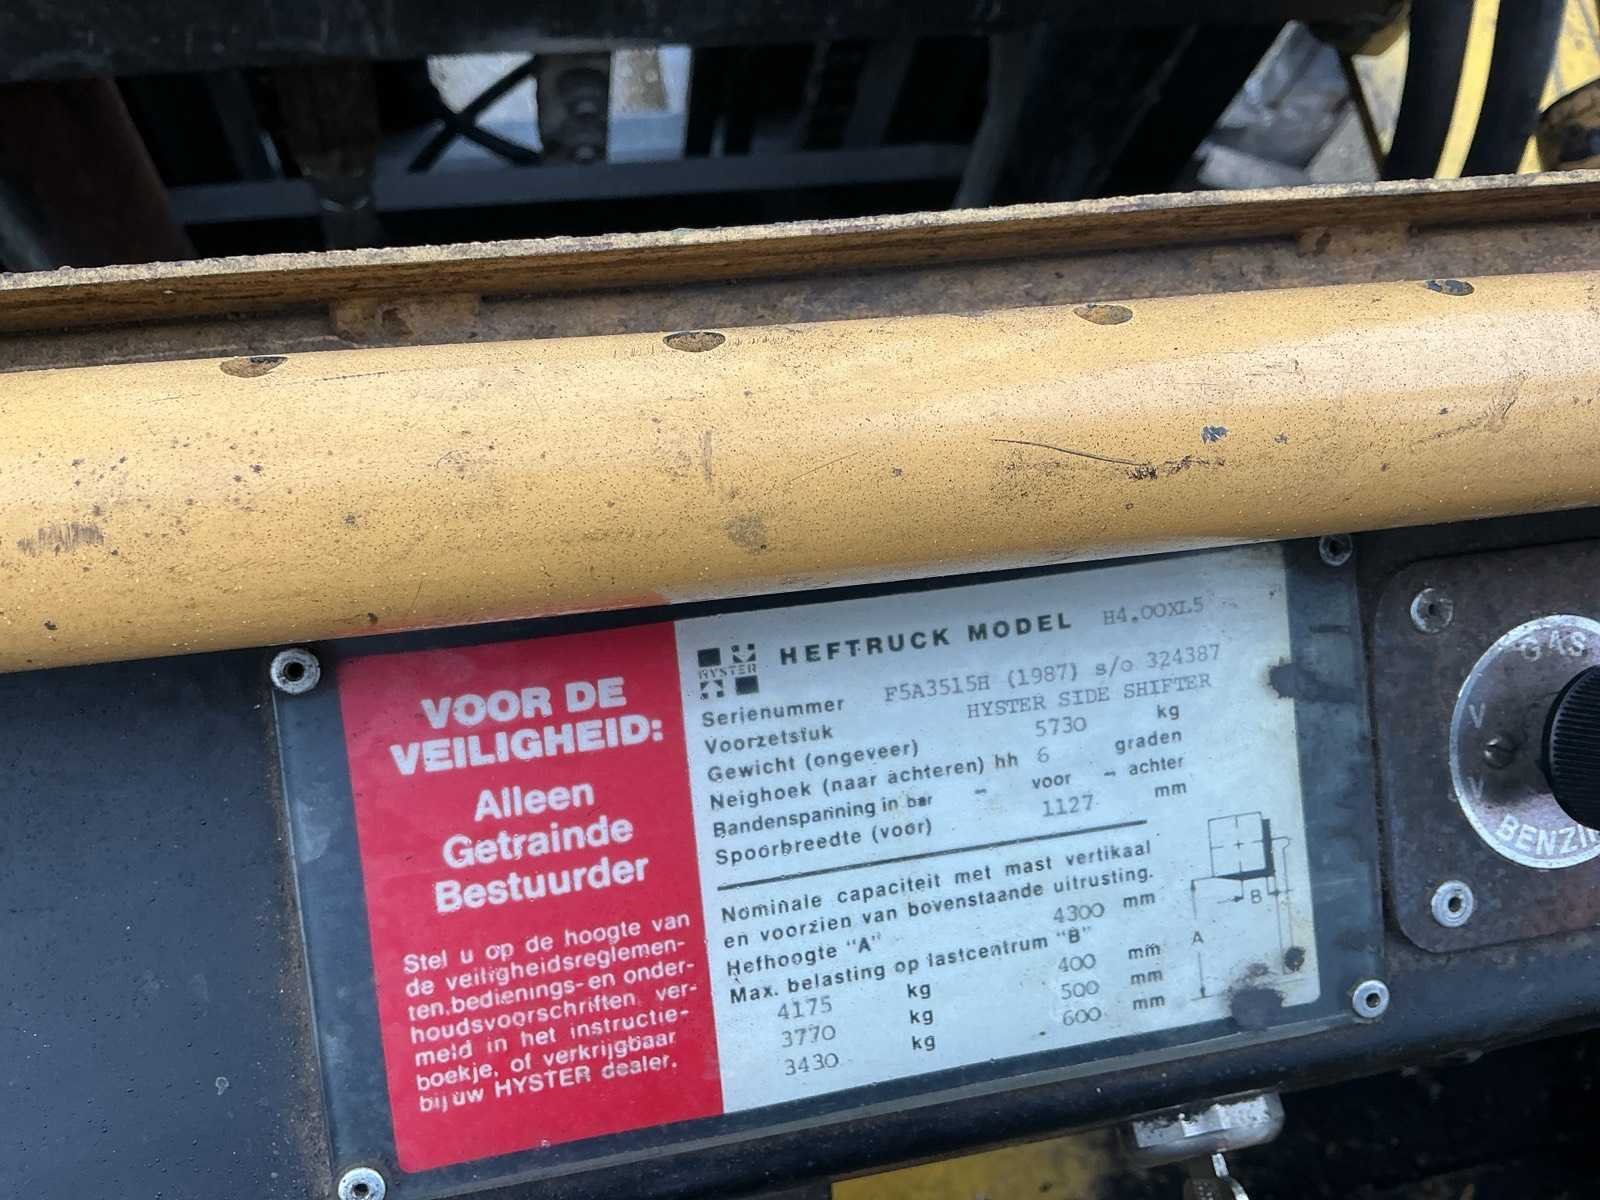 VOOR DE
VEILIGHEID:
Alleen
Getrainde
Bestuurder
Stel u op de hoogte van
de veiligheidsreglemen-
ten, bedienings- en onder-
houdsvoorschriften ver-
meld in het instructie-
boekje, of verkrijgbaar
bij uw HYSTER dealer.
HYSTER
HEFTRUCK MODEL H4.00XL5
Serienummer F5A3515H (1987) s/o 324387
Voorzetstuk HYSTER SIDE SHIFTER
Gewicht (ongeveer) 5730 kg
Neighoek (naar achteren) hh 6 graden
Bandenspanning in bar - voor - achter
Spoorbreedte (voor) 1127 mm
Nominale capaciteit met mast vertikaal
en voorzien van bovenstaande uitrusting.
Hefhoogte "A" 4300 mm
Max. belasting op lastcentrum "B"
4175 kg 400 mm
3770 kg 500 mm
3430 kg 600 mm
B
A
GAS
V
V
BENZIN